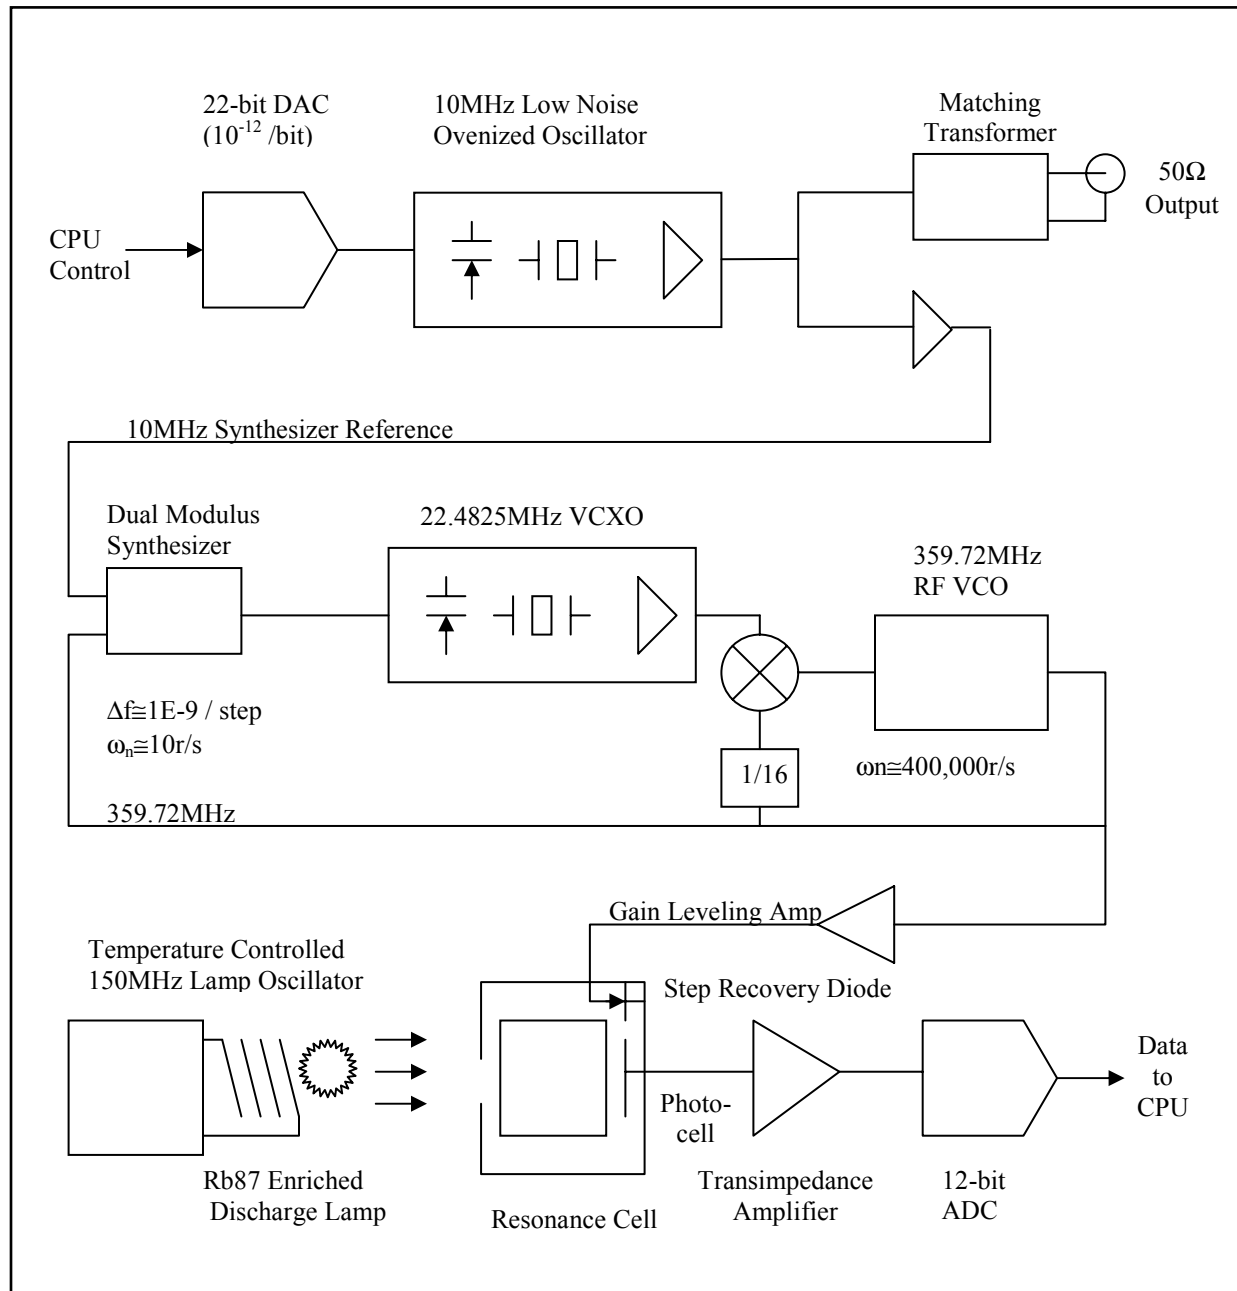 22-bit DAC
(10⁻¹² /bit)
10MHz Low Noise
Ovenized Oscillator
Matching
Transformer
50Ω
Output
CPU
Control
10MHz Synthesizer Reference
Dual Modulus
Synthesizer
22.4825MHz VCXO
359.72MHz
RF VCO
Δf≅1E-9 / step
ωₙ≅10r/s
1/16
ωn≅400,000r/s
359.72MHz
Gain Leveling Amp
Temperature Controlled
150MHz Lamp Oscillator
Step Recovery Diode
Data
to
CPU
Photo-
cell
Rb87 Enriched
Discharge Lamp
Resonance Cell
Transimpedance
Amplifier
12-bit
ADC